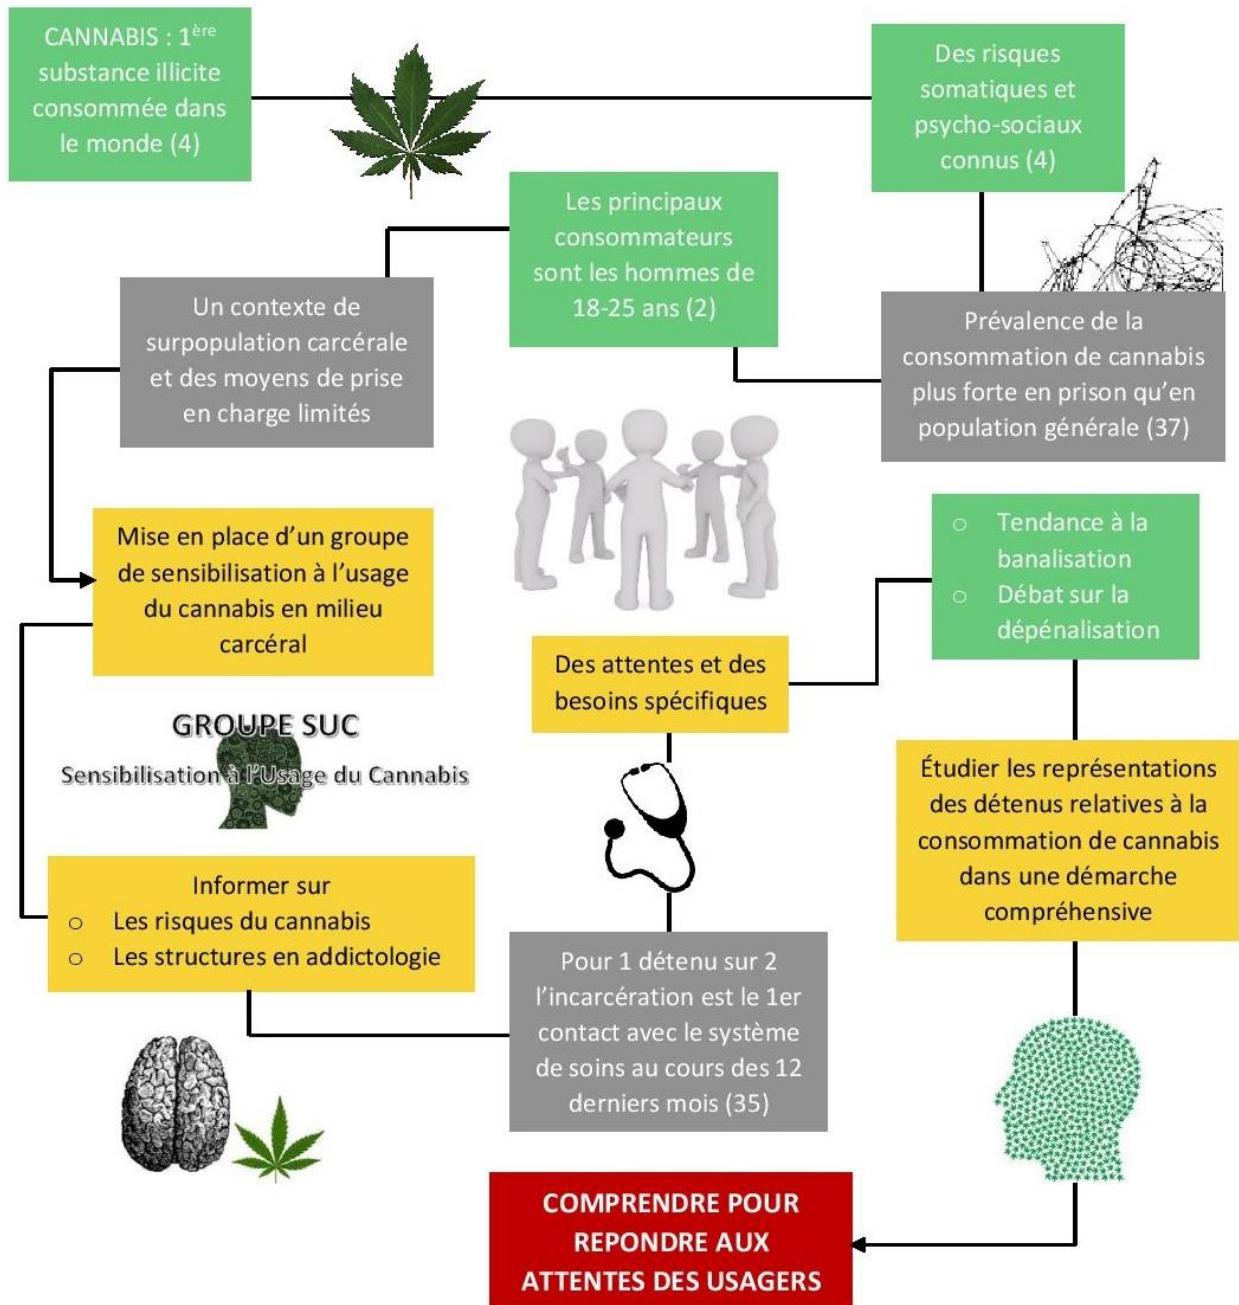 CANNABIS : 1ère
substance illicite
consommée dans
le monde (4)
Des risques
somatiques et
psycho-sociaux
connus (4)
Prévalence de la
consommation de cannabis
plus forte en prison qu’en
population générale (37)
Les principaux
consommateurs
sont les hommes de
18-25 ans (2)
Un contexte de
surpopulation carcérale
et des moyens de prise
en charge limités
Mise en place d’un groupe
de sensibilisation à l’usage
du cannabis en milieu
carcéral
GROUPE SUC
Sensibilisation à l’Usage du Cannabis
Informer sur
o Les risques du cannabis
o Les structures en addictologie
Pour 1 détenu sur 2
l’incarcération est le 1er
contact avec le système
de soins au cours des 12
derniers mois (35)
Des attentes et des
besoins spécifiques
o Tendance à la
banalisation
o Débat sur la
dépénalisation
Étudier les représentations
des détenus relatives à la
consommation de cannabis
dans une démarche
compréhensive
COMPRENDRE POUR
REPONDRE AUX
ATTENTES DES USAGERS